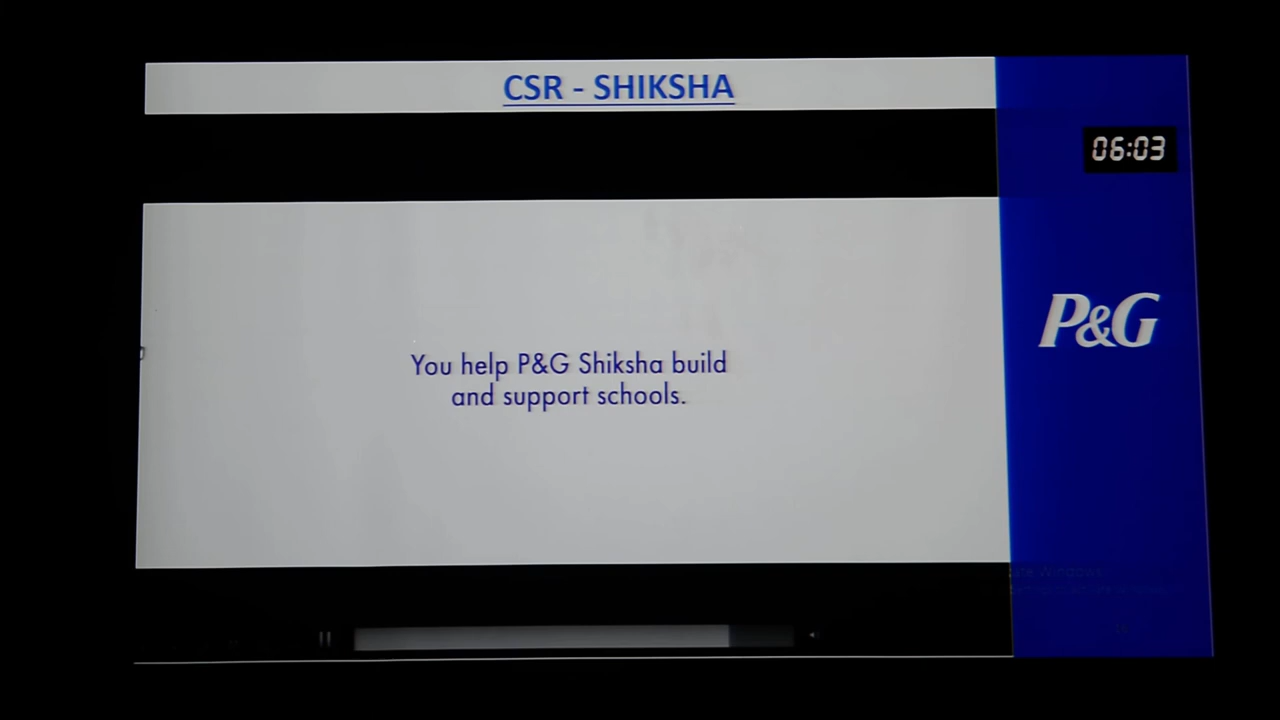 CSR - SHIKSHA
06:03
P&G
You help P&G Shiksha build
and support schools.